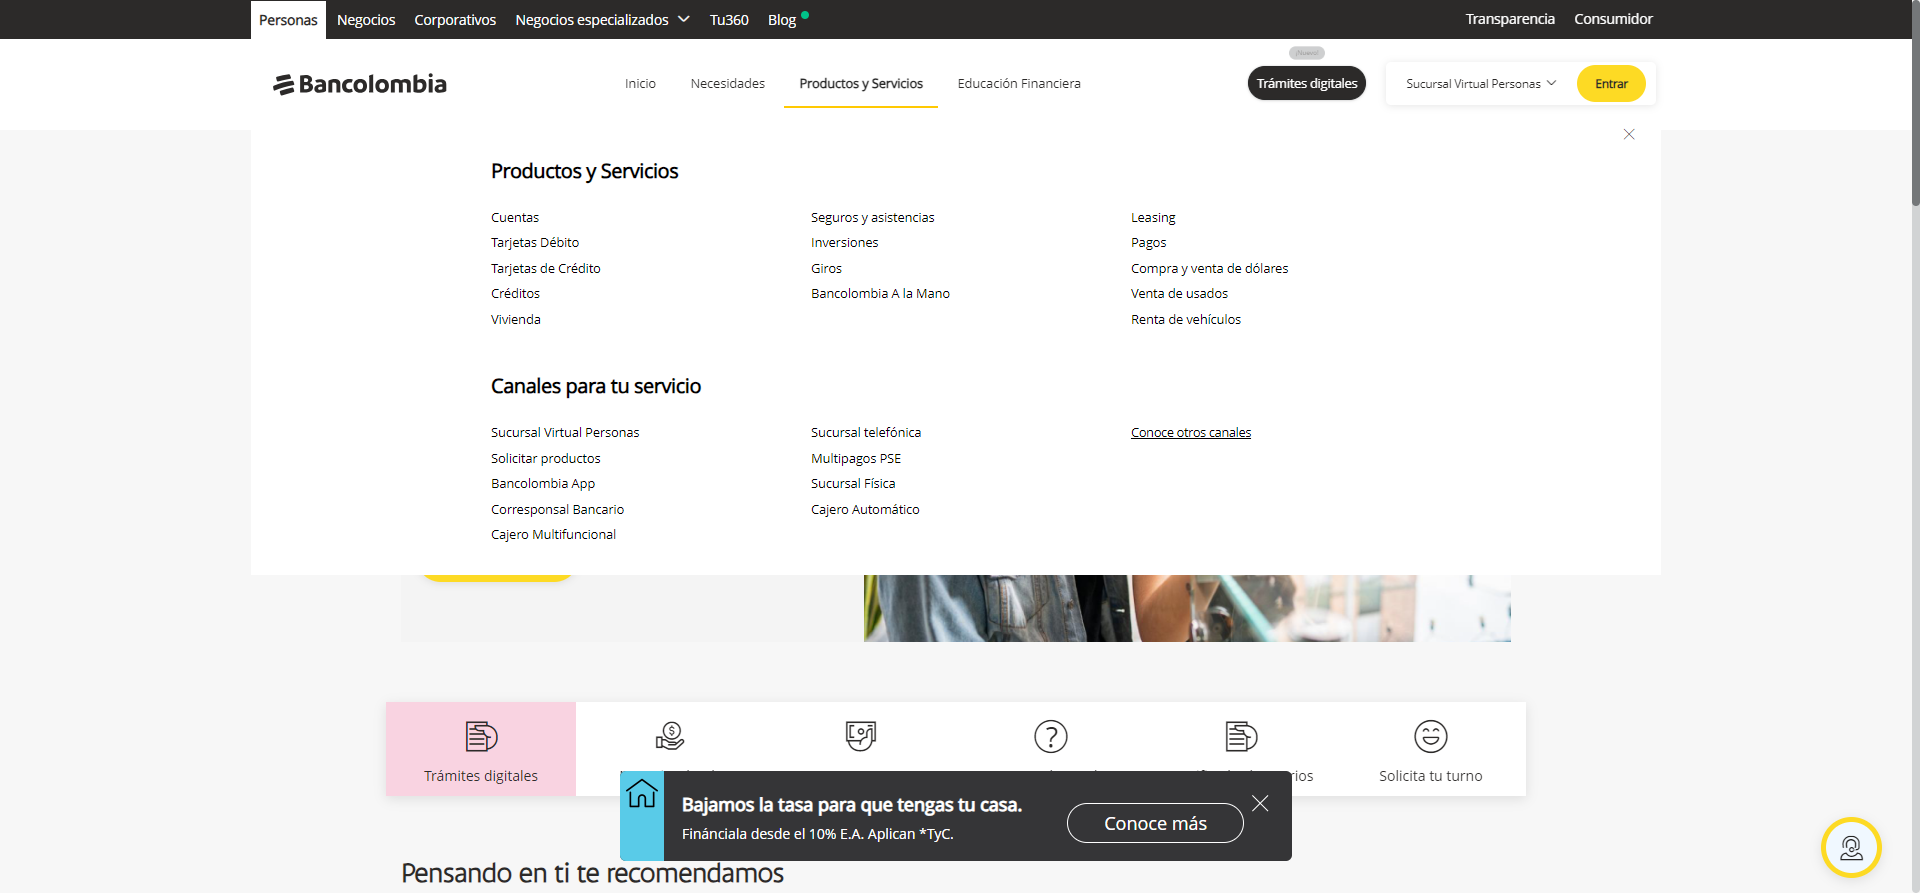 Personas Negocios Corporativos Negocios especializados Tu360 Blog Transparencia Consumidor
¡Nuevo!
Bancolombia Inicio Necesidades Productos y Servicios Educación Financiera Trámites digitales Sucursal Virtual Personas Entrar
Productos y Servicios
Cuentas Seguros y asistencias Leasing
Tarjetas Débito Inversiones Pagos
Tarjetas de Crédito Giros Compra y venta de dólares
Créditos Bancolombia A la Mano Venta de usados
Vivienda Renta de vehículos
Canales para tu servicio
Sucursal Virtual Personas Sucursal telefónica Conoce otros canales
Solicitar productos Multipagos PSE
Bancolombia App Sucursal Física
Corresponsal Bancario Cajero Automático
Cajero Multifuncional
Trámites digitales Solicita tu turno
Bajamos la tasa para que tengas tu casa.
Fináncialo desde el 10% E.A. Aplican *TyC.
Conoce más
Pensando en ti te recomendamos